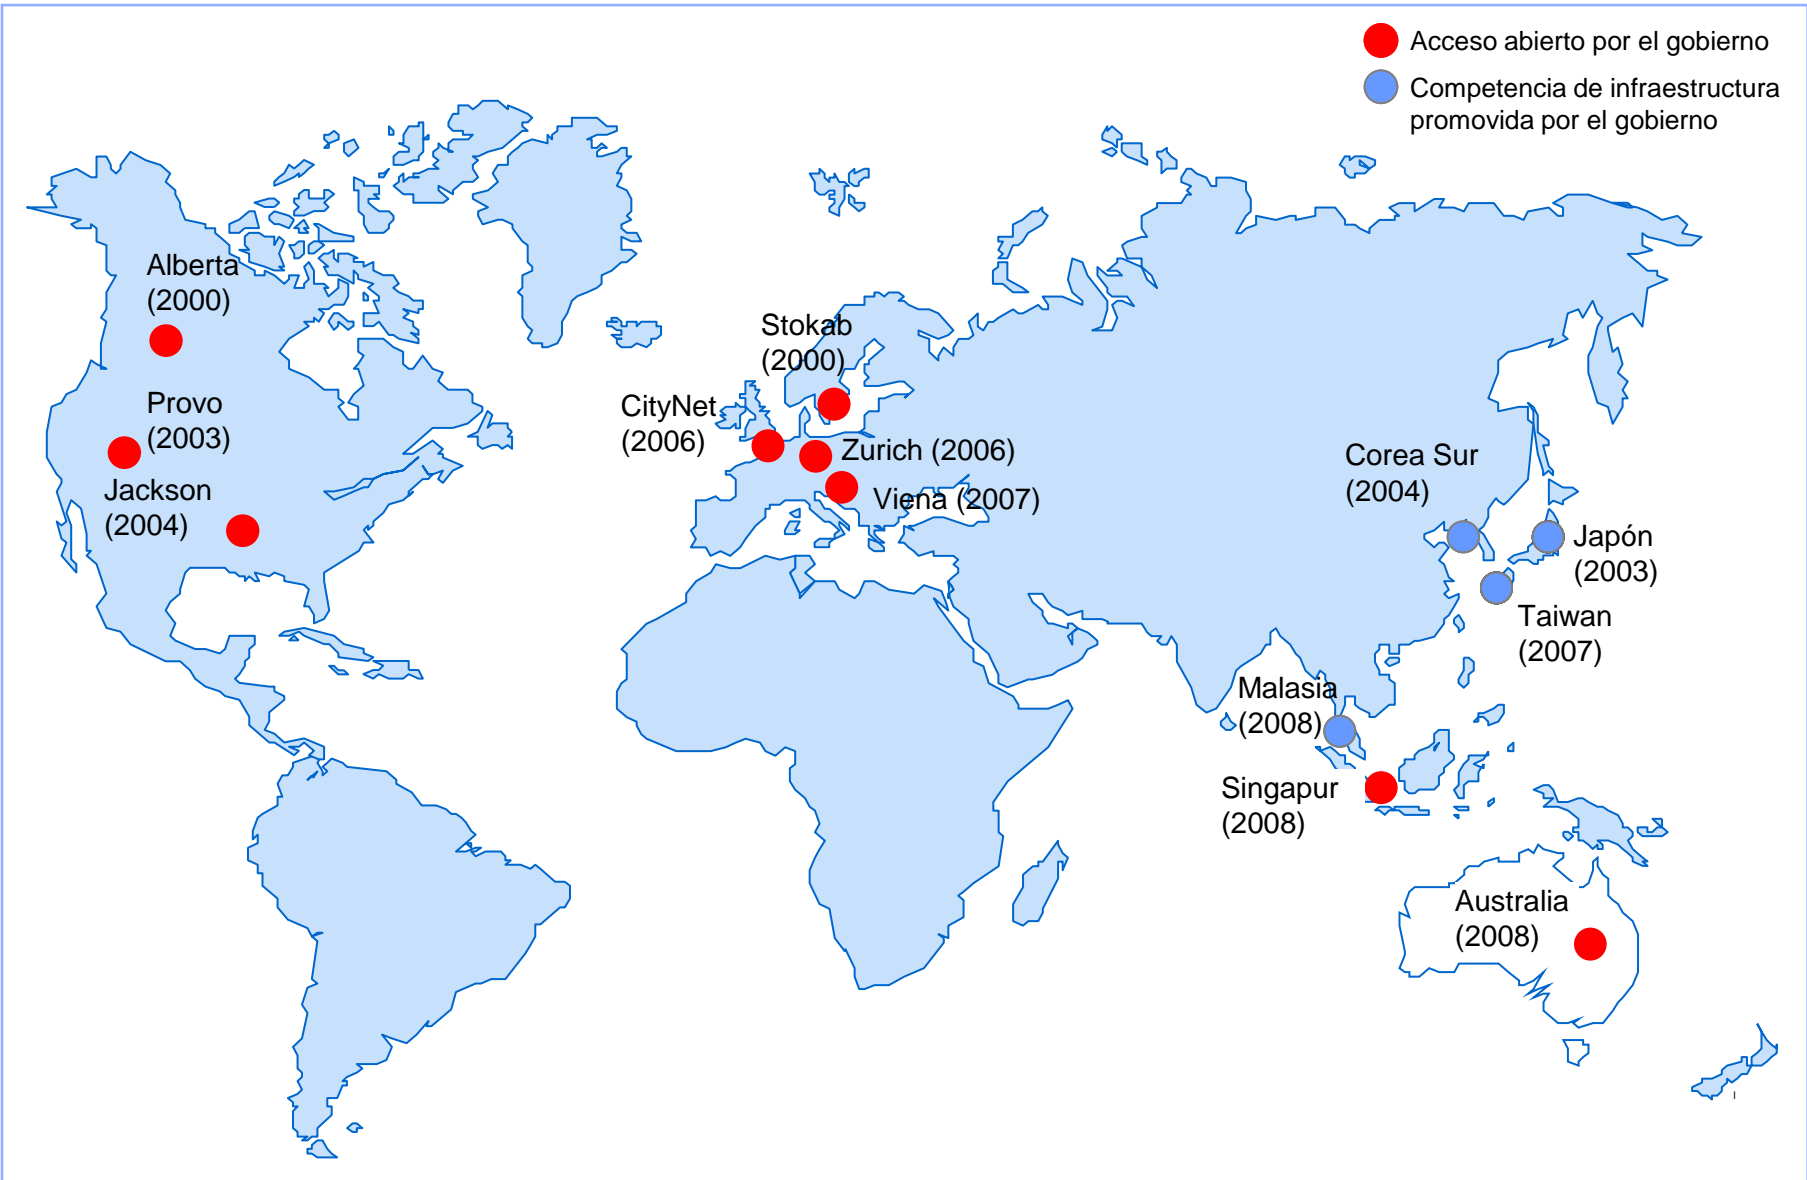 Acceso abierto por el gobierno
Competencia de infraestructura
promovida por el gobierno
Alberta
(2000)
Stokab
(2000)
Provo
(2003)
CityNet
(2006)
Zurich (2006)
Corea Sur
(2004)
Jackson
(2004)
Viena (2007)
Japón
(2003)
Taiwan
(2007)
Malasia
(2008)
Singapur
(2008)
Australia
(2008)